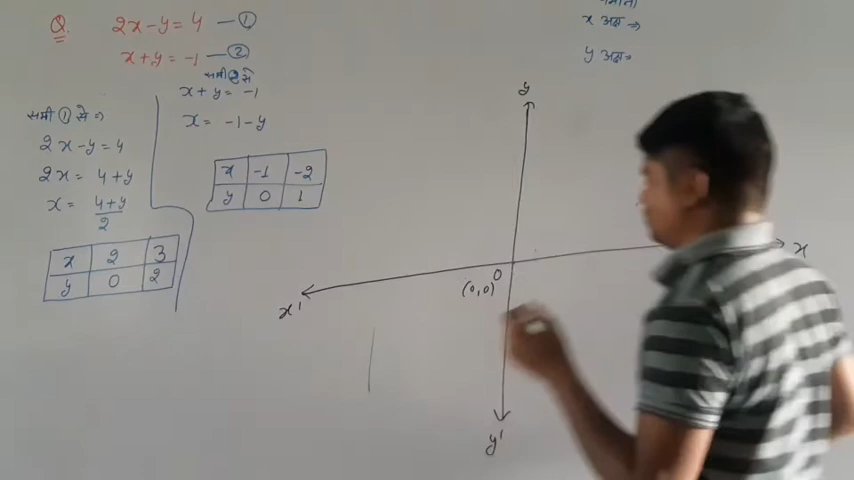 Q. 2x-y=4 —①
x+y=-1 —②
समी ① से ⇒
2x-y=4
2x= 4+y
x= 4+y
2
x 2 3
y 0 2
समी ② से
x+y = -1
x = -1-y
x -1 -2
y 0 1
x अक्ष ⇒
y अक्ष ⇒
y
x
0
(0,0)
x'
y'